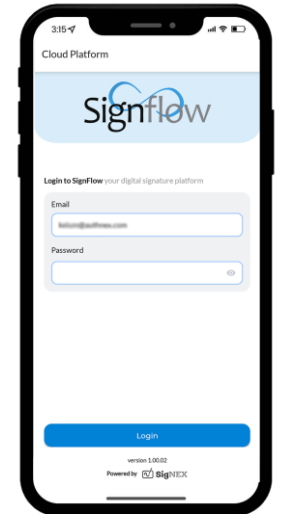 3:15
Cloud Platform
Signflow
Login to SignFlow your digital signature platform
Email
Password
Login
version 1.00.02
Powered by SigNEX